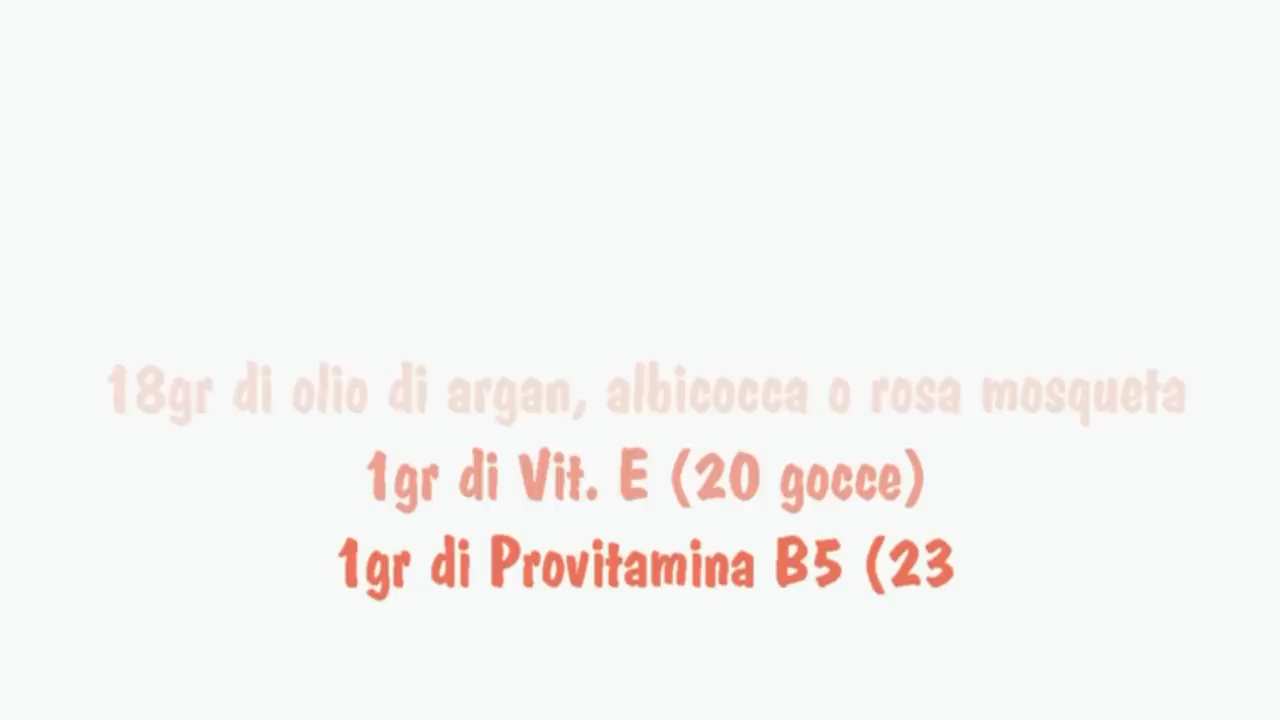 18gr di olio di argan, albicocca o rosa mosqueta
1gr di Vit. E (20 gocce)
1gr di Provitamina B5 (23